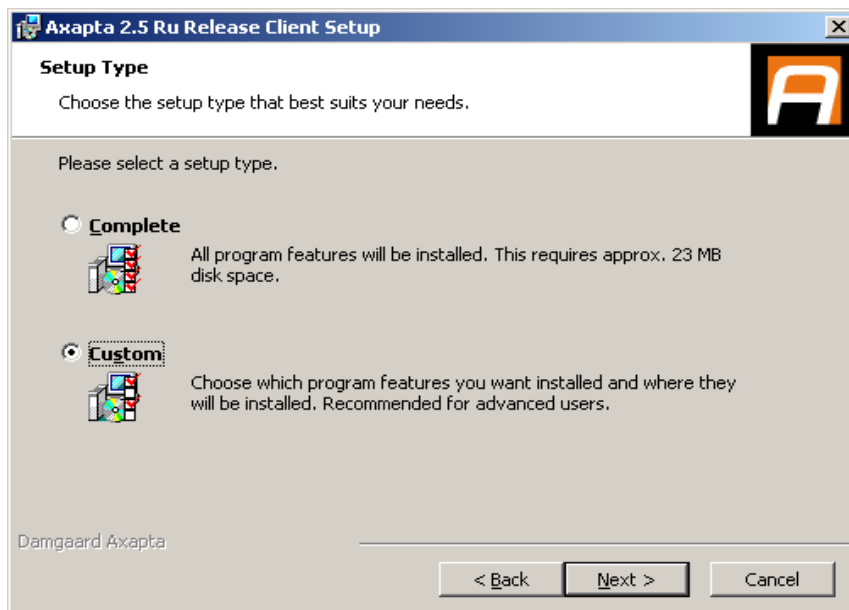 Axapta 2.5 Ru Release Client Setup
Setup Type
Choose the setup type that best suits your needs.
Please select a setup type.
Complete
All program features will be installed. This requires approx. 23 MB
disk space.
Custom
Choose which program features you want installed and where they
will be installed. Recommended for advanced users.
Damgaard Axapta
< Back
Next >
Cancel